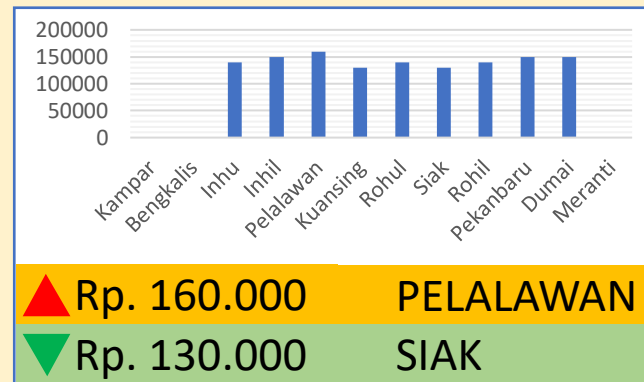 200000
150000
100000
50000
0
Kampar
Bengkalis
Inhu
Inhil
Pelalawan
Kuansing
Rohul
Siak
Rohil
Pekanbaru
Dumai
Meranti
Rp. 160.000 PELALAWAN
Rp. 130.000 SIAK